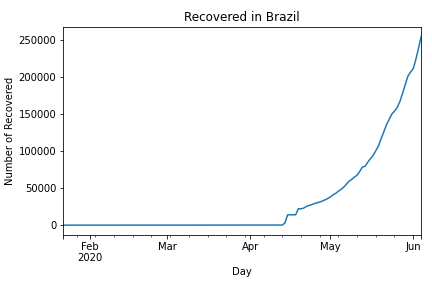 Recovered in Brazil
Number of Recovered
250000
200000
150000
100000
50000
0
Feb
2020
Mar
Apr
May
Jun
Day